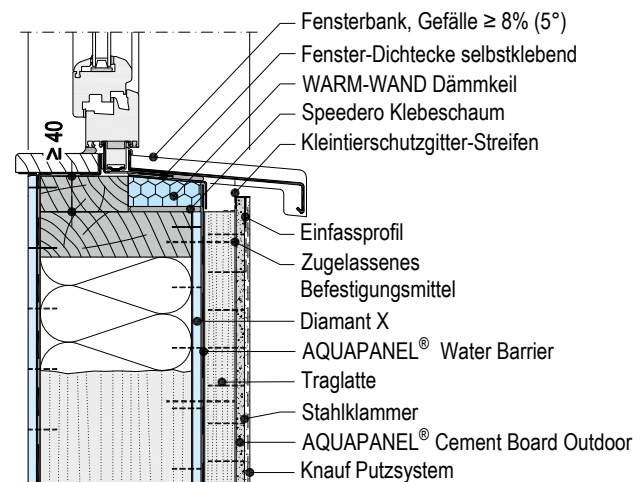 Fensterbank, Gefälle ≥ 8% (5°)
Fenster-Dichtecke selbstklebend
WARM-WAND Dämmkeil
Speedero Klebeschaum
Kleintierschutzgitter-Streifen
≥ 40
Einfassprofil
Zugelassenes
Befestigungsmittel
Diamant X
AQUAPANEL® Water Barrier
Traglatte
Stahlklammer
AQUAPANEL® Cement Board Outdoor
Knauf Putzsystem